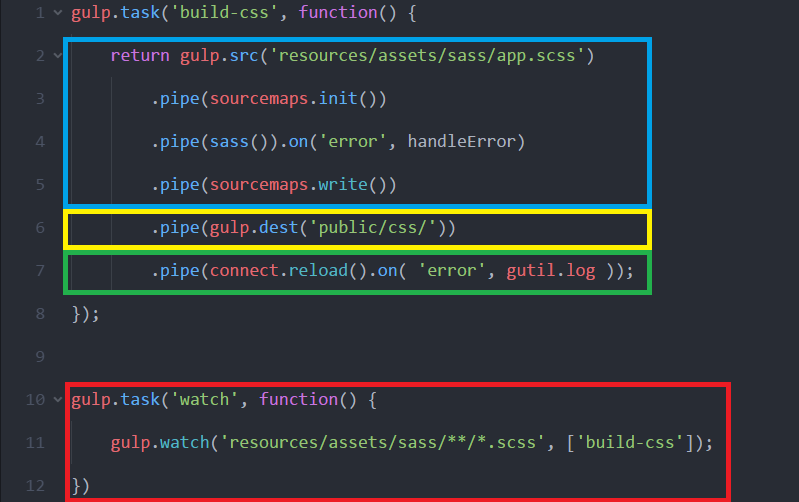 1 gulp.task('build-css', function() {
2 return gulp.src('resources/assets/sass/app.scss')
3 .pipe(sourcemaps.init())
4 .pipe(sass()).on('error', handleError)
5 .pipe(sourcemaps.write())
6 .pipe(gulp.dest('public/css/'))
7 .pipe(connect.reload().on( 'error', gutil.log ));
8 });
9
10 gulp.task('watch', function() {
11 gulp.watch('resources/assets/sass/**/*.scss', ['build-css']);
12 })